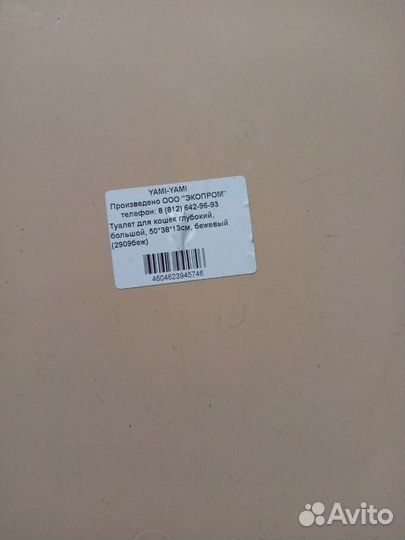 YAMI-YAMI
Произведено ООО "ЭКОПРОМ"
телефон: 8 (812) 642-96-93
Туалет для кошек глубокий,
большой, 50*38*13см, бежевый
(2909беж)
4604623945746
Avito